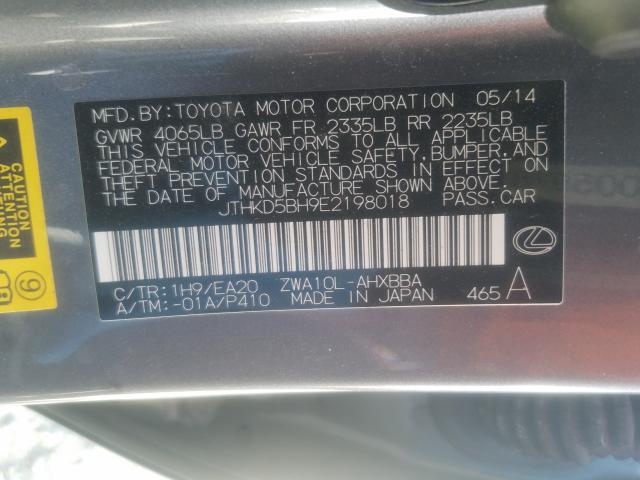 MFD.BY: TOYOTA MOTOR CORPORATION 05/14
GVWR 4065LB GAWR FR 2335LB RR 2235LB
THIS VEHICLE CONFORMS TO ALL APPLICABLE
FEDERAL MOTOR VEHICLE SAFETY, BUMPER, AND
THEFT PREVENTION STANDARDS IN EFFECT ON
THE DATE OF MANUFACTURE SHOWN ABOVE.
JTHKD5BH9E2198018 PASS.CAR
C/TR: 1H9/EA20 ZWA10L-AHXBBA
A/TM: -01A/P410 MADE IN JAPAN 465 A
ATTENTION
9